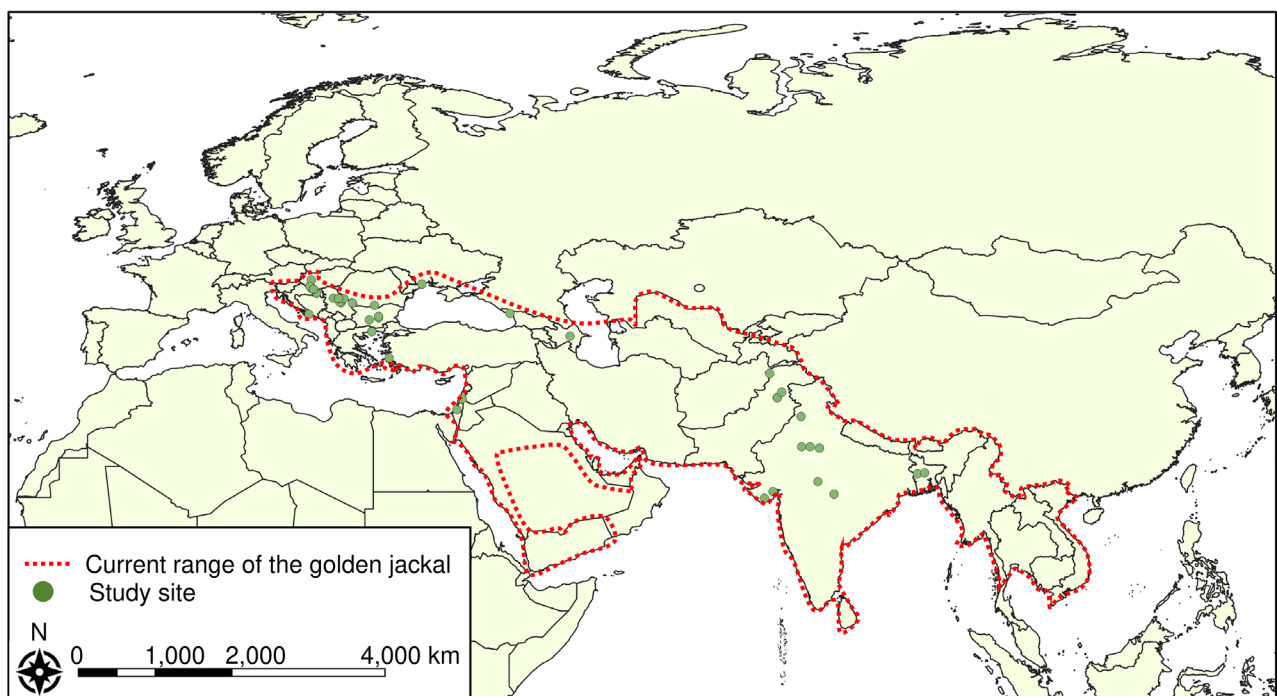 Current range of the golden jackal
Study site
N
0 1,000 2,000 4,000 km